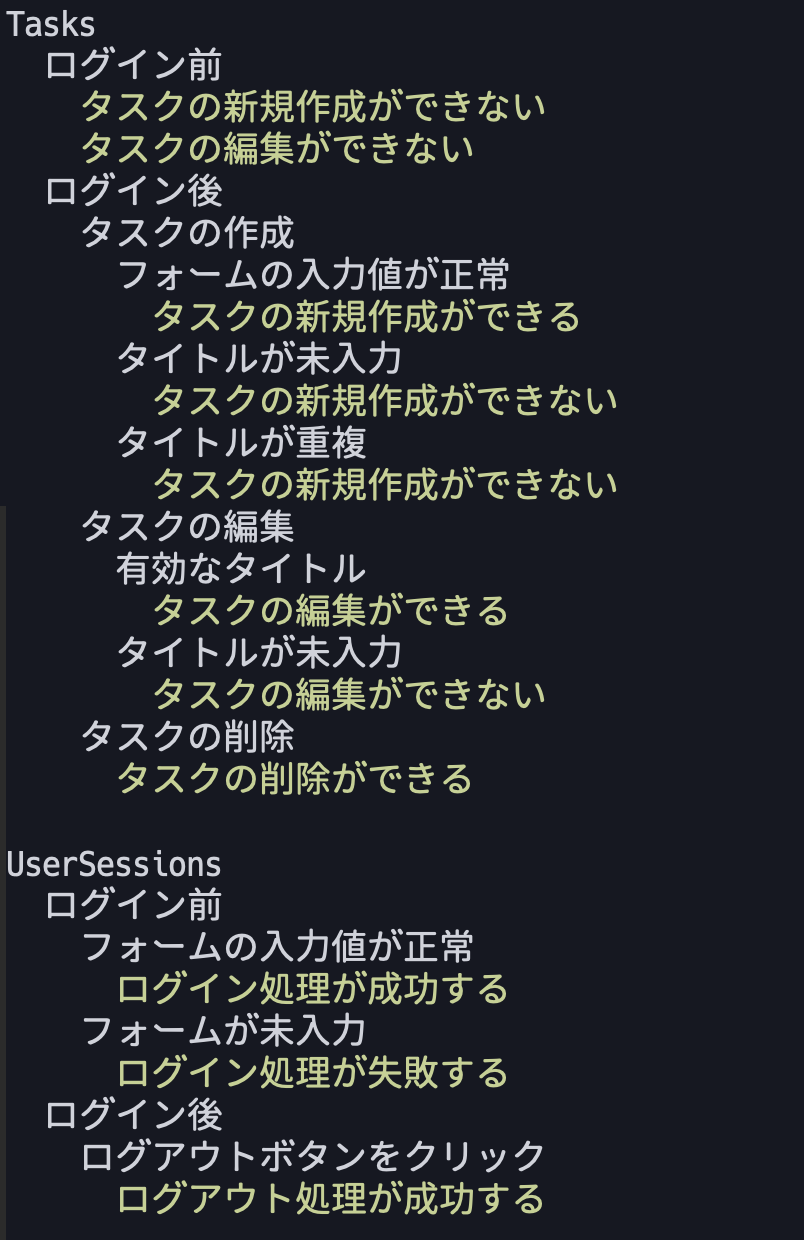 Tasks
ログイン前
タスクの新規作成ができない
タスクの編集ができない
ログイン後
タスクの作成
フォームの入力値が正常
タスクの新規作成ができる
タイトルが未入力
タスクの新規作成ができない
タイトルが重複
タスクの新規作成ができない
タスクの編集
有効なタイトル
タスクの編集ができる
タイトルが未入力
タスクの編集ができない
タスクの削除
タスクの削除ができる
UserSessions
ログイン前
フォームの入力値が正常
ログイン処理が成功する
フォームが未入力
ログイン処理が失敗する
ログイン後
ログアウトボタンをクリック
ログアウト処理が成功する